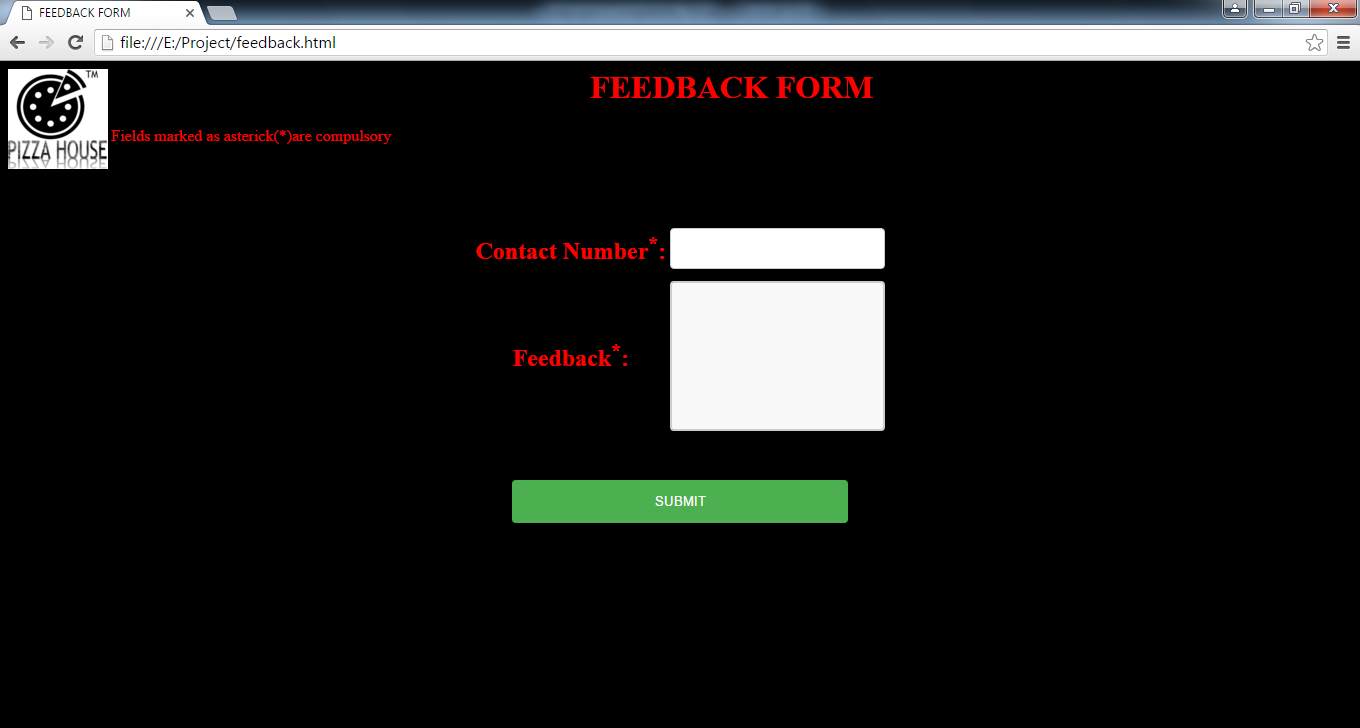 FEEDBACK FORM
file:///E:/Project/feedback.html
FEEDBACK FORM
TM
PIZZA HOUSE
Fields marked as asterick(*)are compulsory
Contact Number*:
Feedback*:
SUBMIT